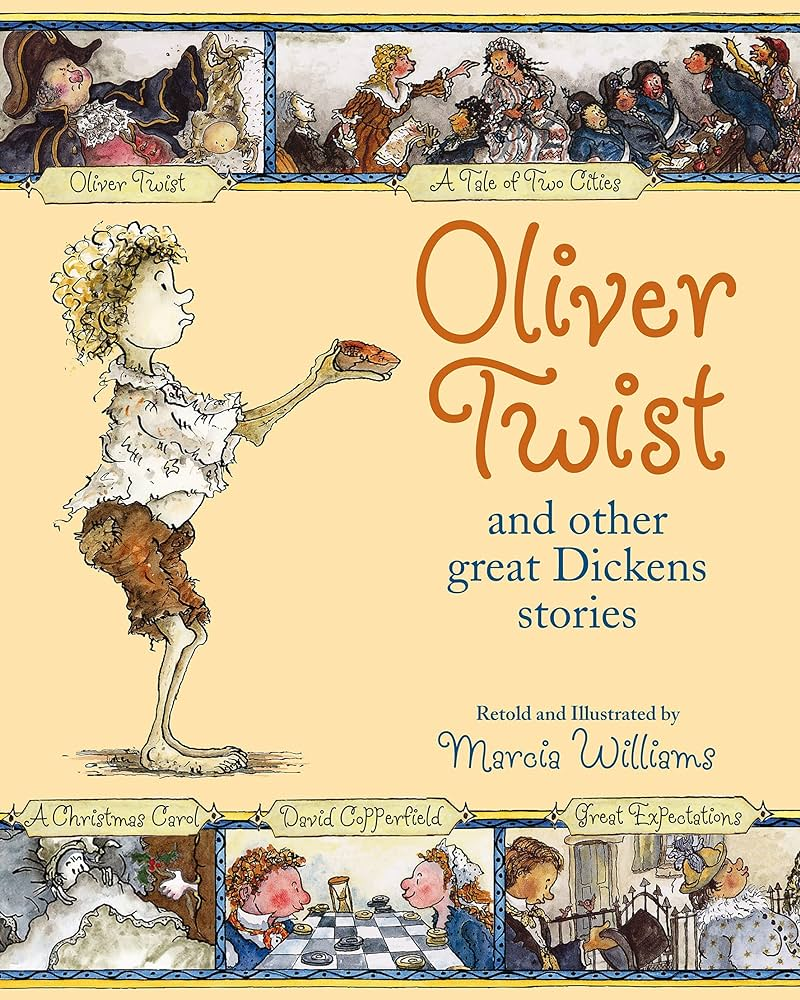 Oliver Twist
A Tale of Two Cities
Oliver
Twist
and other
great Dickens
stories
Retold and Illustrated by
Marcia Williams
A Christmas Carol
David Copperfield
Great Expectations